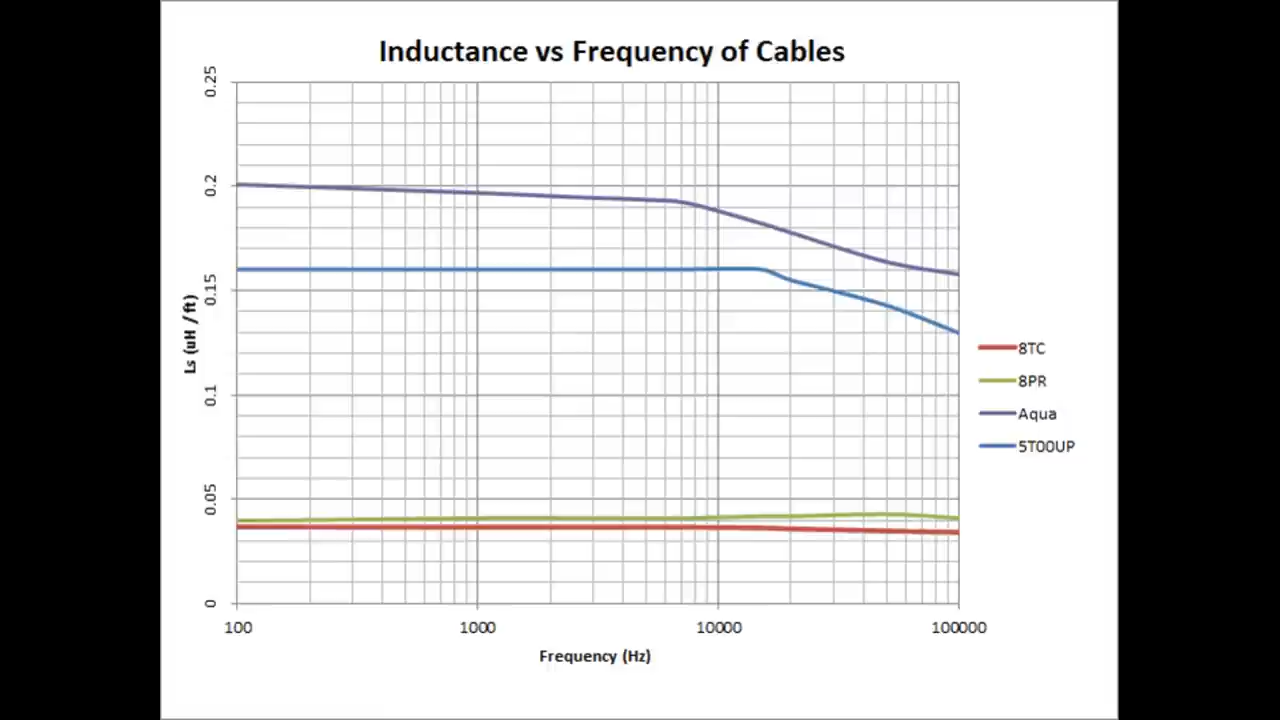 Inductance vs Frequency of Cables
0.25
0.2
0.15
0.1
0.05
0
Ls (uH / ft)
100 1000 10000 100000
Frequency (Hz)
8TC
8PR
Aqua
5T00UP